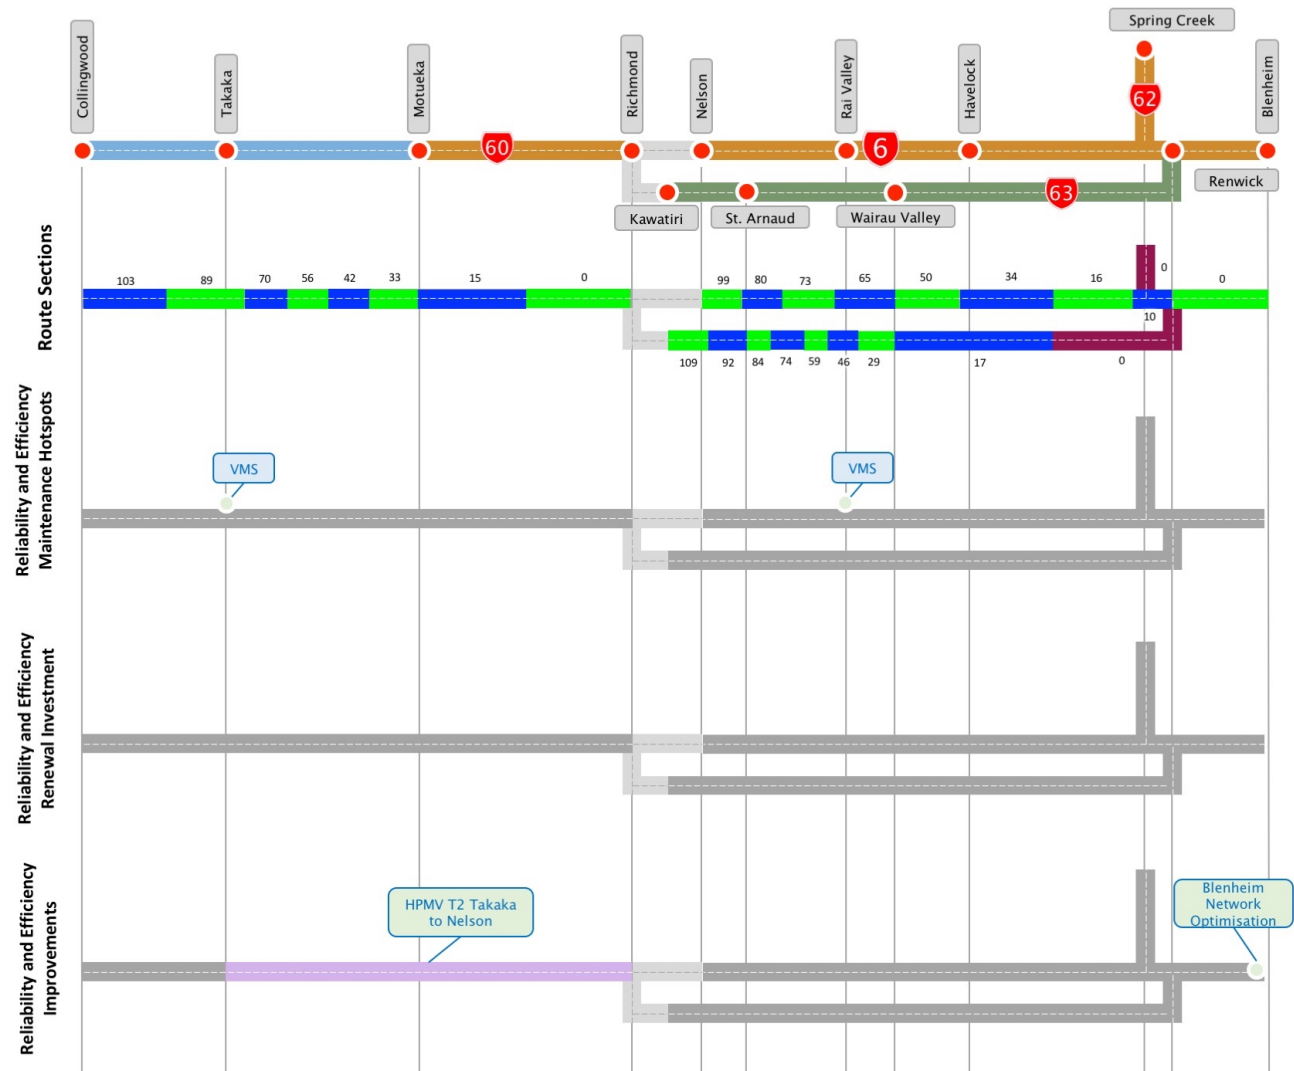 Spring Creek
Collingwood
Takaka
Motueka
Richmond
Nelson
Rai Valley
Havelock
Blenheim
62
60
6
Renwick
63
Kawatiri
St. Arnaud
Wairau Valley
Route Sections
103
89
70
56
42
33
15
0
99
80
73
65
50
34
16
0
0
10
109
92
84
74
59
46
29
17
0
Reliability and Efficiency
Maintenance Hotspots
VMS
VMS
Reliability and Efficiency
Renewal Investment
Reliability and Efficiency
Improvements
HPMV T2 Takaka
to Nelson
Blenheim
Network
Optimisation